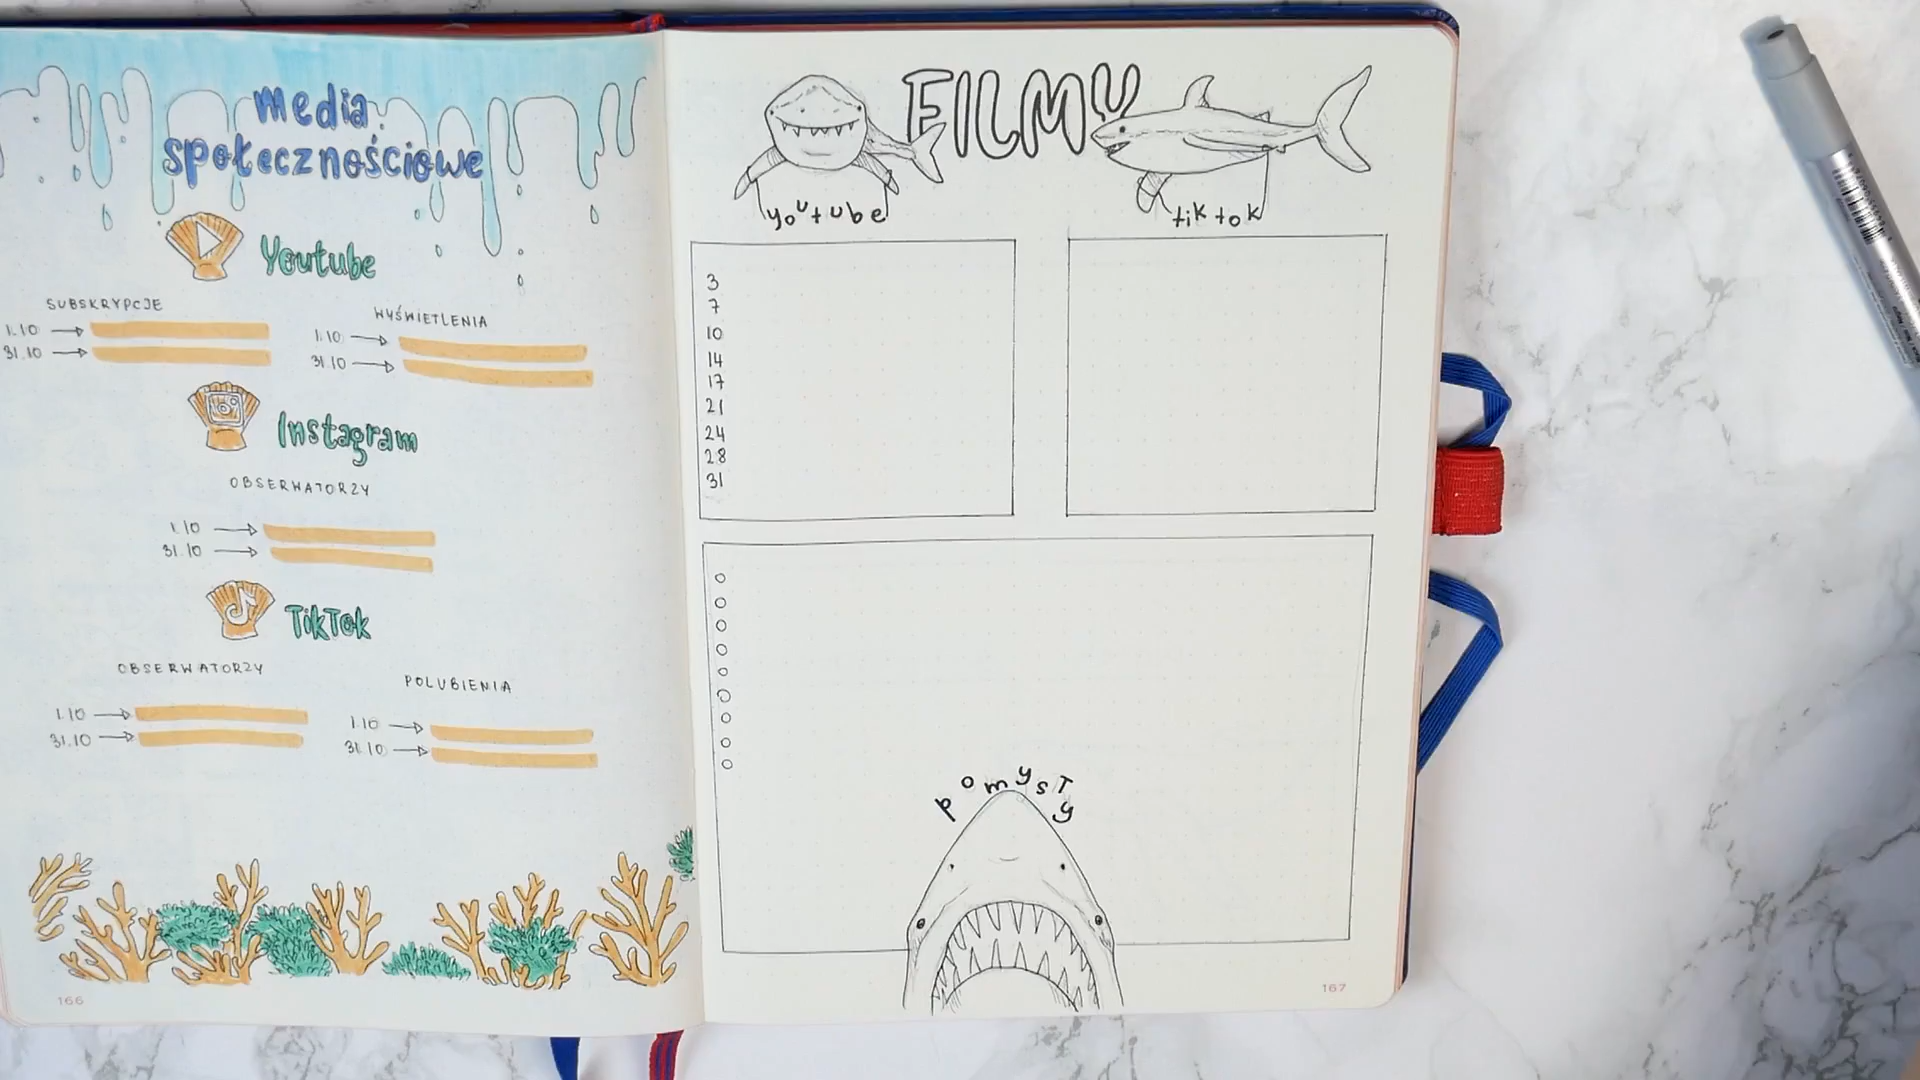 media
społecznościowe
Youtube
SUBSKRYPCJE
1.10
31.10
WYŚWIETLENIA
1.10
31.10
Instagram
OBSERWATORZY
1.10
31.10
TikTok
OBSERWATORZY
1.10
31.10
POLUBIENIA
1.10
31.10
166
FILMY
youtube
tik tok
3
7
10
14
17
21
24
28
31
pomysły
167